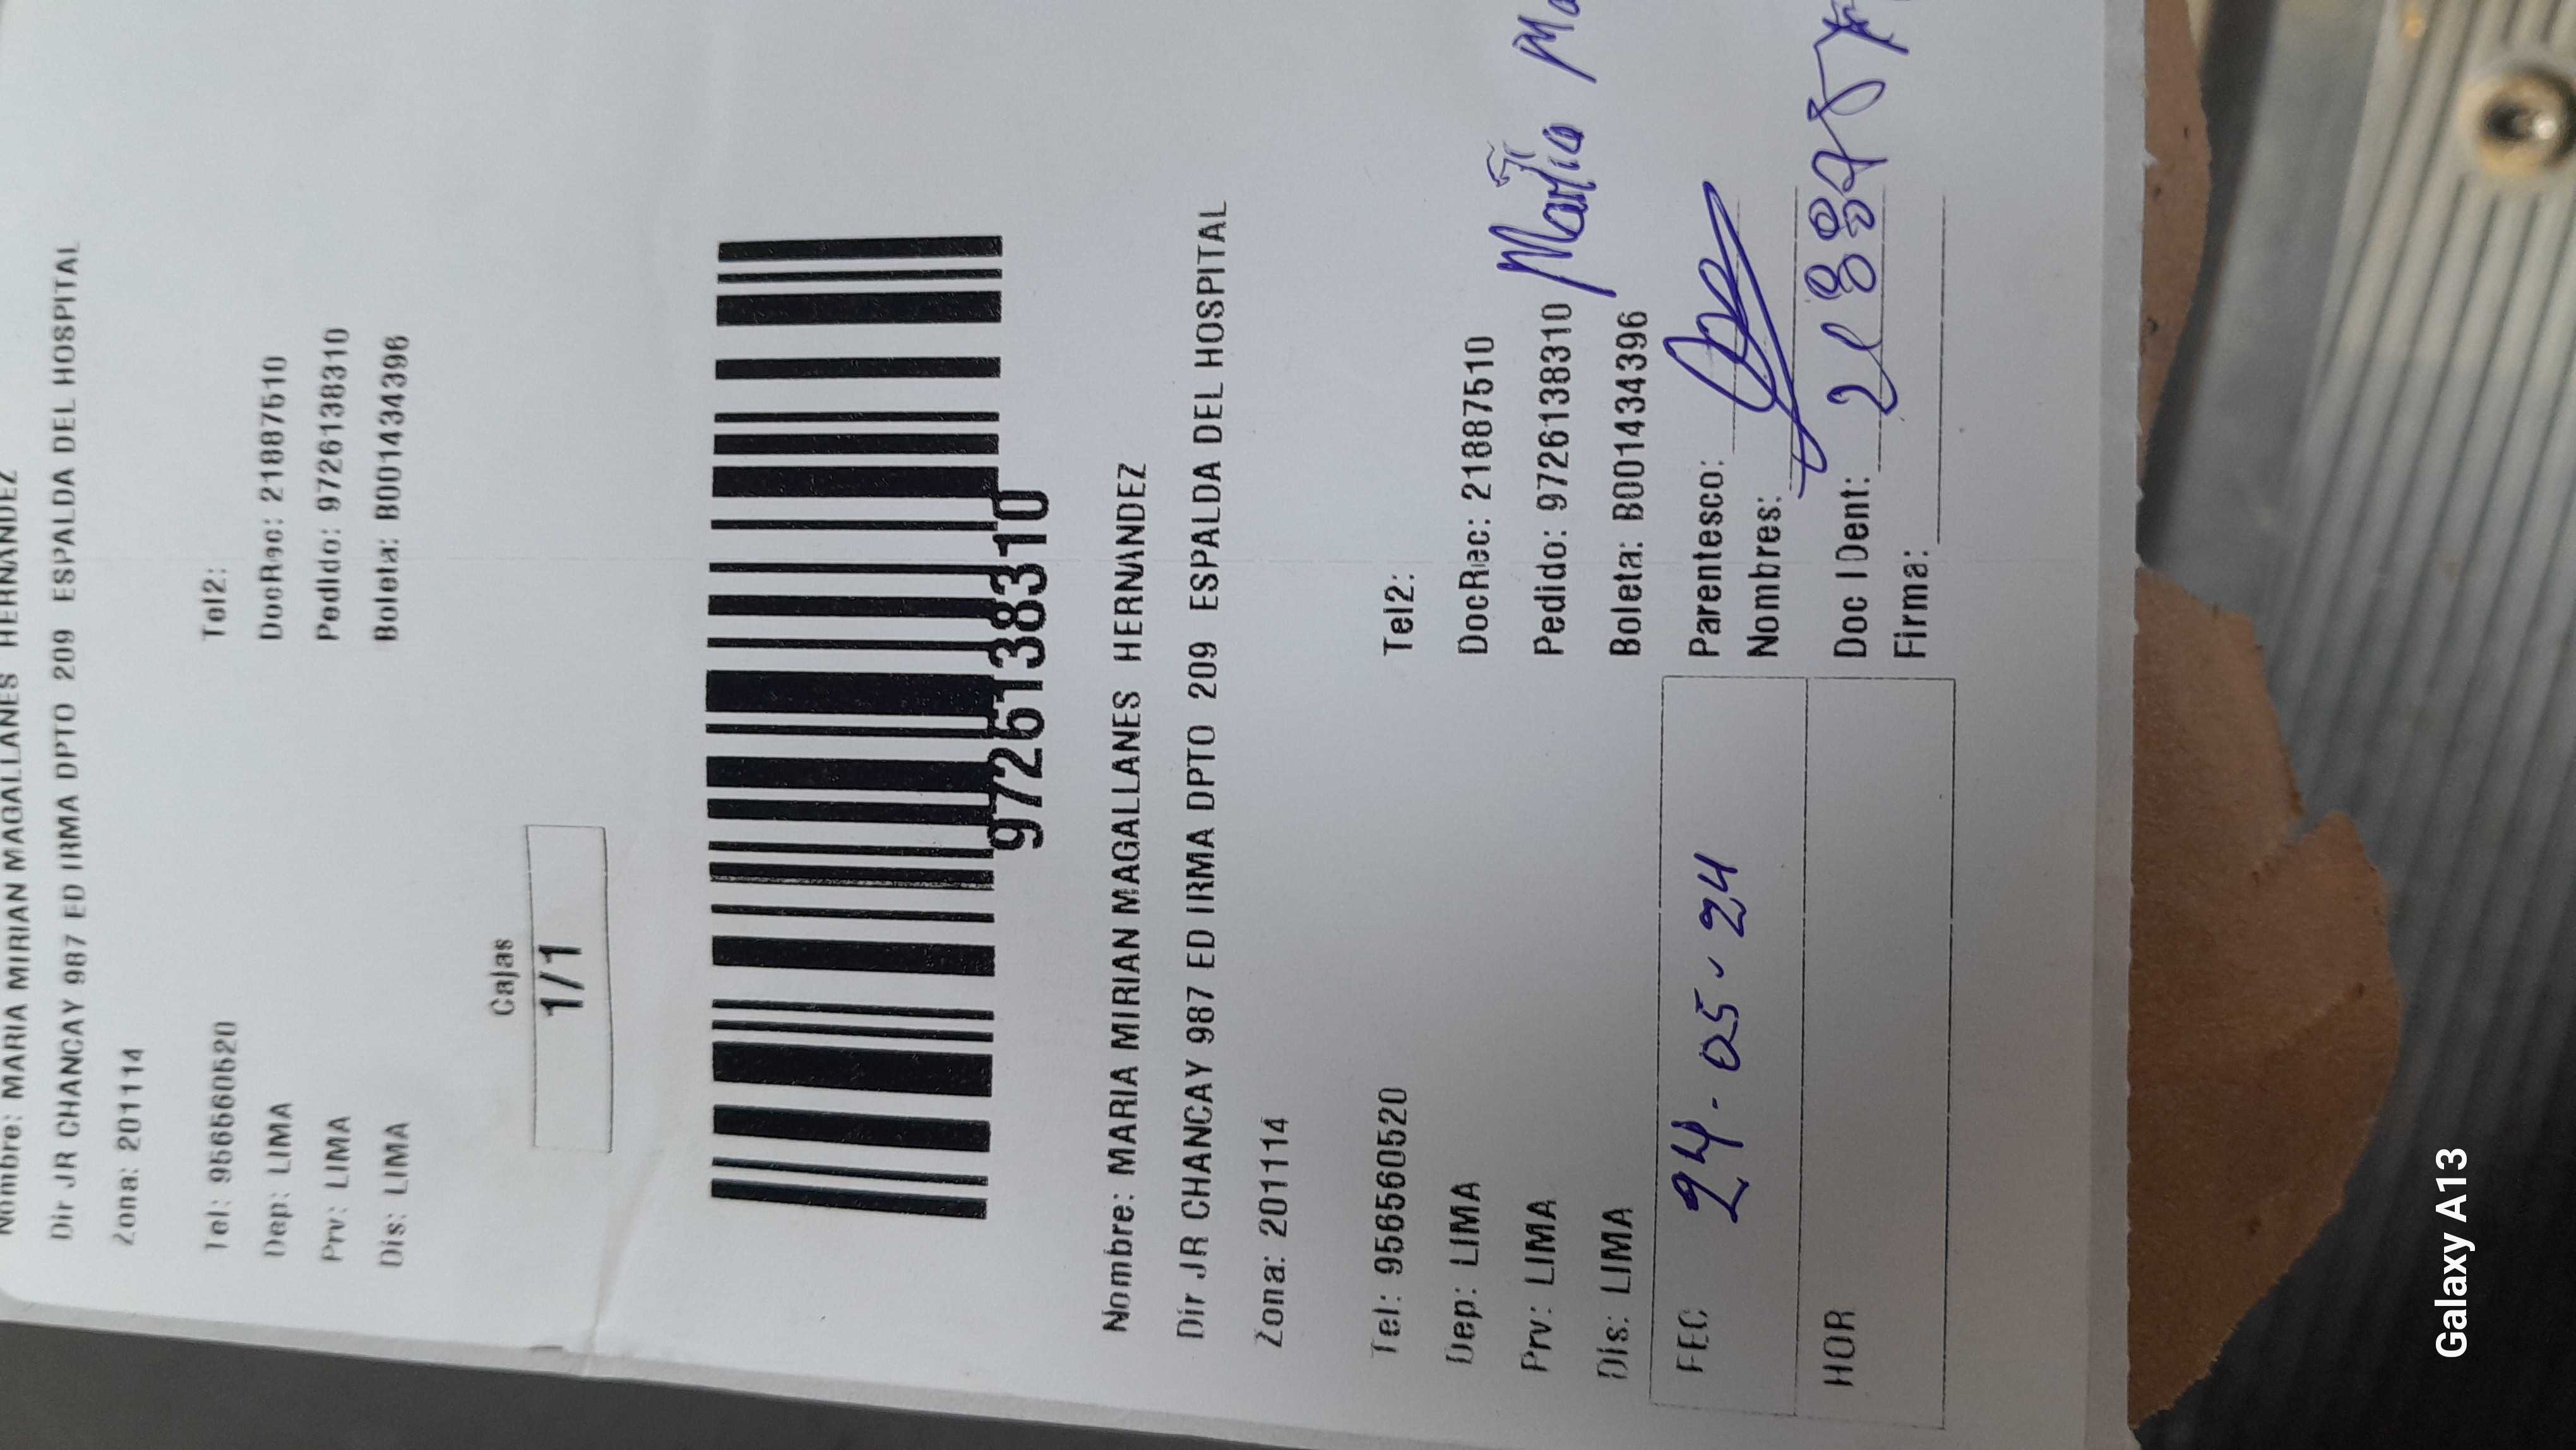 Nombre: MARIA MIRIAN MAGALLANES HERNANDEZ
Dir JR CHANCAY 987 ED IRMA DPTO 209 ESPALDA DEL HOSPITAL
Zona: 201114
Tel: 956560520 Tel2:
Dep: LIMA DocRec: 21887510
Prv: LIMA Pedido: 9726138310
Dis: LIMA Boleta: B001434396
Cajas
1/1
9726138310
Nombre: MARIA MIRIAN MAGALLANES HERNANDEZ
Dir JR CHANCAY 987 ED IRMA DPTO 209 ESPALDA DEL HOSPITAL
Zona: 201114
Tel: 956560520 Tel2:
Dep: LIMA DocRec: 21887510
Prv: LIMA Pedido: 9726138310 María Ma
Dis: LIMA Boleta: B001434396
FEC 24-05-24 Parentesco:
Nombres:
HOR Doc IDent:
Firma:
Galaxy A13